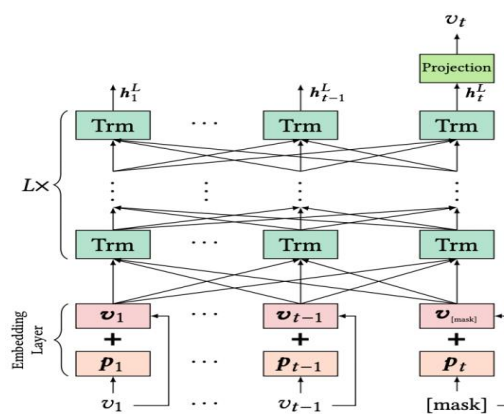 v_t
Projection
h_1^L h_{t-1}^L h_t^L
Trm ... Trm Trm
L×
Trm ... Trm Trm
Embedding Layer
v_1 ... v_{t-1} v_[mask]
+ + +
p_1 ... p_{t-1} p_t
v_1 ... v_{t-1} [mask]